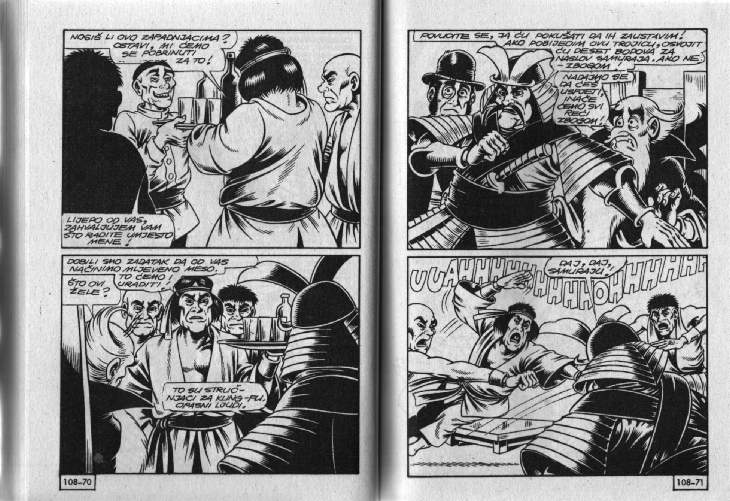 NOSIŠ LI OVO ZAPADNJACIMA?
OSTAVI, MI ĆEMO
SE POBRINUTI
ZA TO!
LIJEPO OD VAS,
ZAHVALJUJEM VAM
ŠTO RADITE UMJESTO
MENE!
DOBILI SMO ZADATAK DA OD VAS
NAČINIMO MLJEVENO MESO.
TO ĆEMO
URADITI!
ŠTO OVI
ŽELE?
TO SU STRUČ-
NJACI ZA KUNG-FU.
OPASNI LJUDI.
108-70
POVUCITE SE, JA ĆU POKUŠATI DA IH ZAUSTAVIM!
AKO POBIJEDIM OVU TROJICU, OSVOJIT
ĆU DESET BODOVA ZA
NASLOV SAMURAJA. AKO NE
- ZBOGOM!
NADAJMO SE
DA ĆEŠ
USPJETI
INAČE
ĆEMO SVI
REĆI
ZBOGOM!
DAJ, DAJ,
SAMURAJU!
108-71